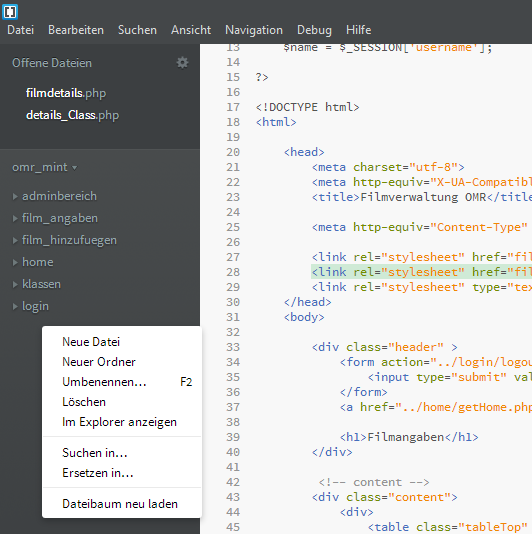 Datei Bearbeiten Suchen Ansicht Navigation Debug Hilfe
Offene Dateien
filmdetails.php
details_Class.php
omr_mint
adminbereich
film_angaben
film_hinzufuegen
home
klassen
login
Neue Datei
Neuer Ordner
Umbenennen... F2
Löschen
Im Explorer anzeigen
Suchen in...
Ersetzen in...
Dateibaum neu laden
13 $name = $_SESSION['username'];
14
15 ?>
16
17 <!DOCTYPE html>
18 <html>
19
20 <head>
21 <meta charset="utf-8">
22 <meta http-equiv="X-UA-Compatibl
23 <title>Filmverwaltung OMR</title
24
25 <meta http-equiv="Content-Type"
26
27 <link rel="stylesheet" href="fil
28 <link rel="stylesheet" href="fil
29 <link rel="stylesheet" type="tex
30 </head>
31 <body>
32
33 <div class="header" >
34 <form action="../login/logou
35 <input type="submit" val
36 </form>
37 <a href="../home/getHome.php
38
39 <h1>Filmangaben</h1>
40 </div>
41
42 <!-- content -->
43 <div class="content">
44 <div>
45 <table class="tableTop"